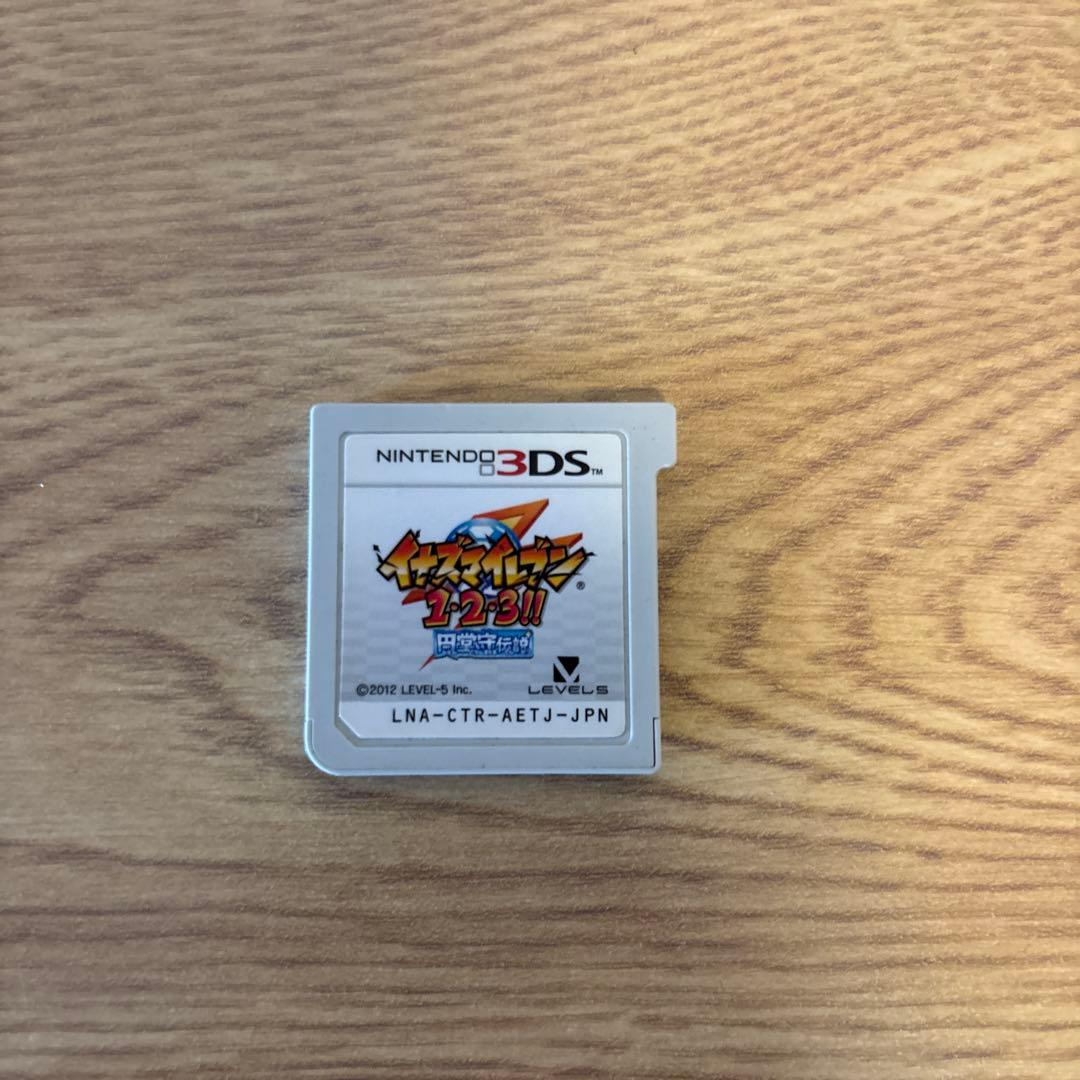 NINTENDO 3DS™
イナズマイレブン
1・2・3!!®
円堂守伝説
©2012 LEVEL-5 Inc.
LEVEL5
LNA-CTR-AETJ-JPN